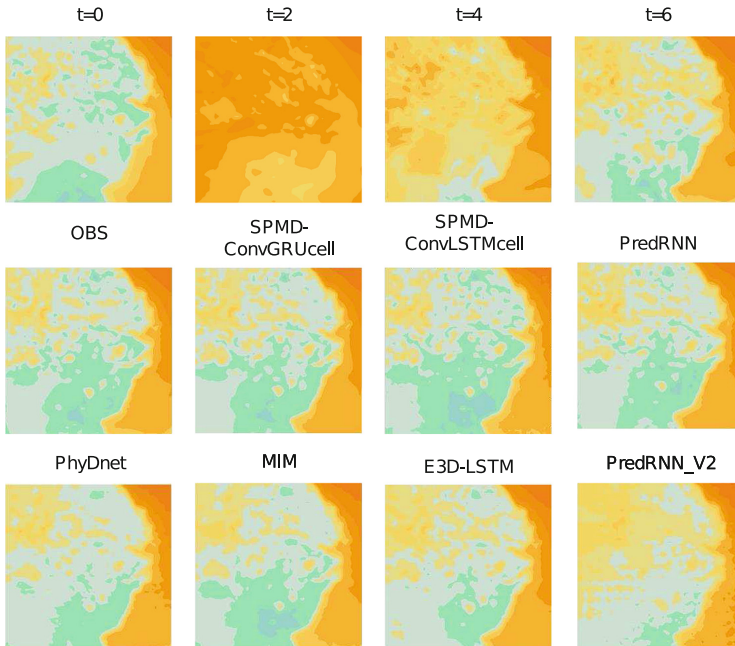 t=0 t=2 t=4 t=6
OBS SPMD-ConvGRUcell SPMD-ConvLSTMcell PredRNN
PhyDnet MIM E3D-LSTM PredRNN_V2